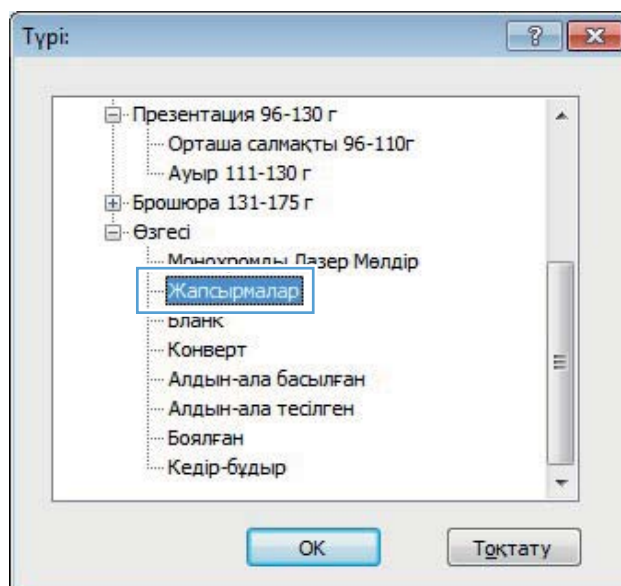 Түрі:
Презентация 96-130 г
Орташа салмақты 96-110г
Ауыр 111-130 г
Брошюра 131-175 г
Өзгесі
Монохромды Лазер Мөлдір
Жапсырмалар
Бланк
Конверт
Алдын-ала басылған
Алдын-ала тесілген
Боялған
Кедір-бұдыр
OK
Тоқтату